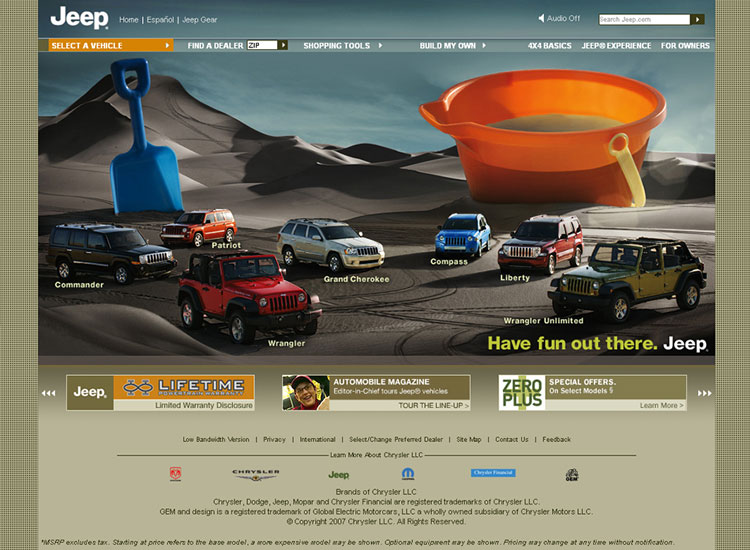 Jeep
Home | Español | Jeep Gear
Audio Off
Search Jeep.com
SELECT A VEHICLE
FIND A DEALER ZIP
SHOPPING TOOLS
BUILD MY OWN
4X4 BASICS
JEEP® EXPERIENCE
FOR OWNERS
Patriot
Compass
Grand Cherokee
Liberty
Commander
Wrangler Unlimited
Wrangler
Have fun out there. Jeep
Jeep
LIFETIME
POWERTRAIN WARRANTY
Limited Warranty Disclosure
AUTOMOBILE MAGAZINE
Editor-in-Chief tours Jeep® vehicles
TOUR THE LINE-UP >
ZERO
PLUS
SPECIAL OFFERS.
On Select Models §
Learn More >
Low Bandwidth Version | Privacy | International | Select/Change Preferred Dealer | Site Map | Contact Us | Feedback
Learn More About Chrysler LLC
CHRYSLER
Jeep
Chrysler Financial
GEM
Brands of Chrysler LLC
Chrysler, Dodge, Jeep, Mopar and Chrysler Financial are registered trademarks of Chrysler LLC.
GEM and design is a registered trademark of Global Electric Motorcars, LLC a wholly owned subsidiary of Chrysler Motors LLC.
© Copyright 2007 Chrysler LLC. All Rights Reserved.
*MSRP excludes tax. Starting at price refers to the base model, a more expensive model may be shown. Optional equipment may be shown. Pricing may change at any time without notification.